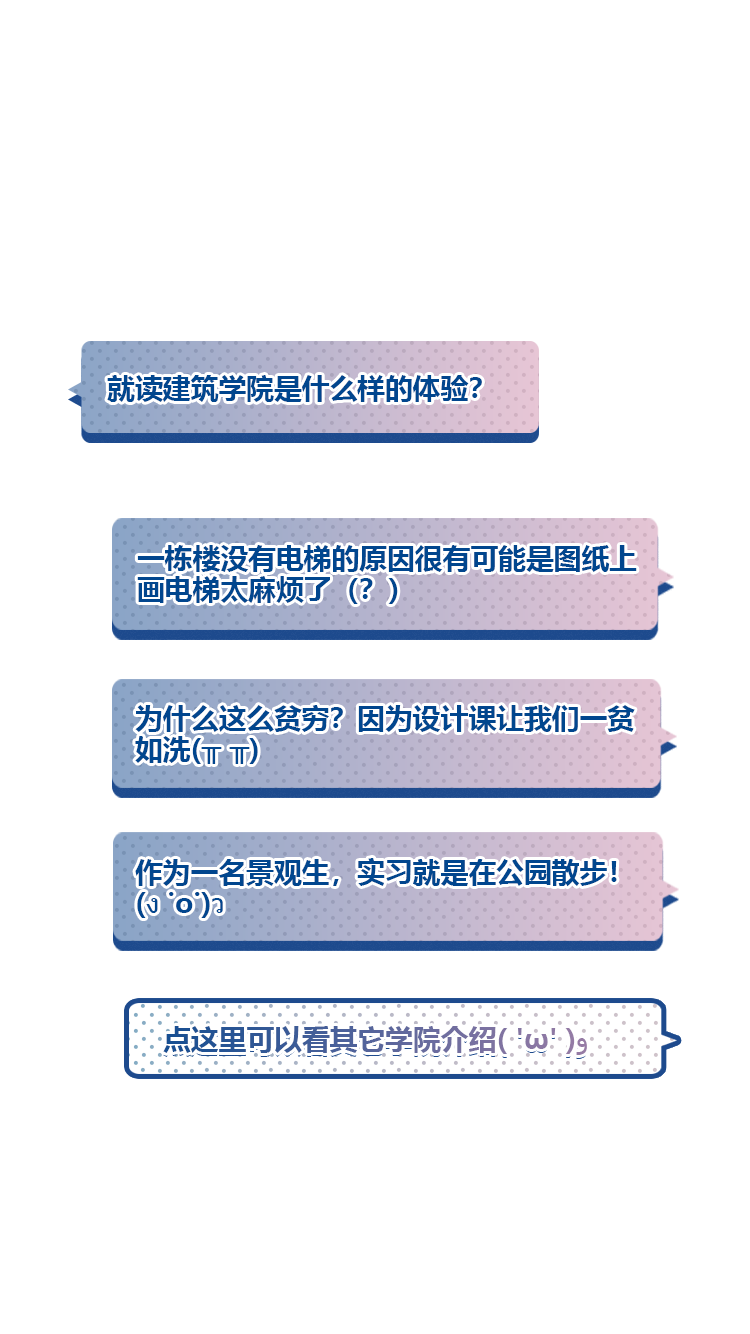 就读建筑学院是什么样的体验？
一栋楼没有电梯的原因很有可能是图纸上
画电梯太麻烦了（？）
为什么这么贫穷？因为设计课让我们一贫
如洗(╥ ╥)
作为一名景观生，实习就是在公园散步！
(ง ˙o˙)ว
点这里可以看其它学院介绍( 'ω' )و